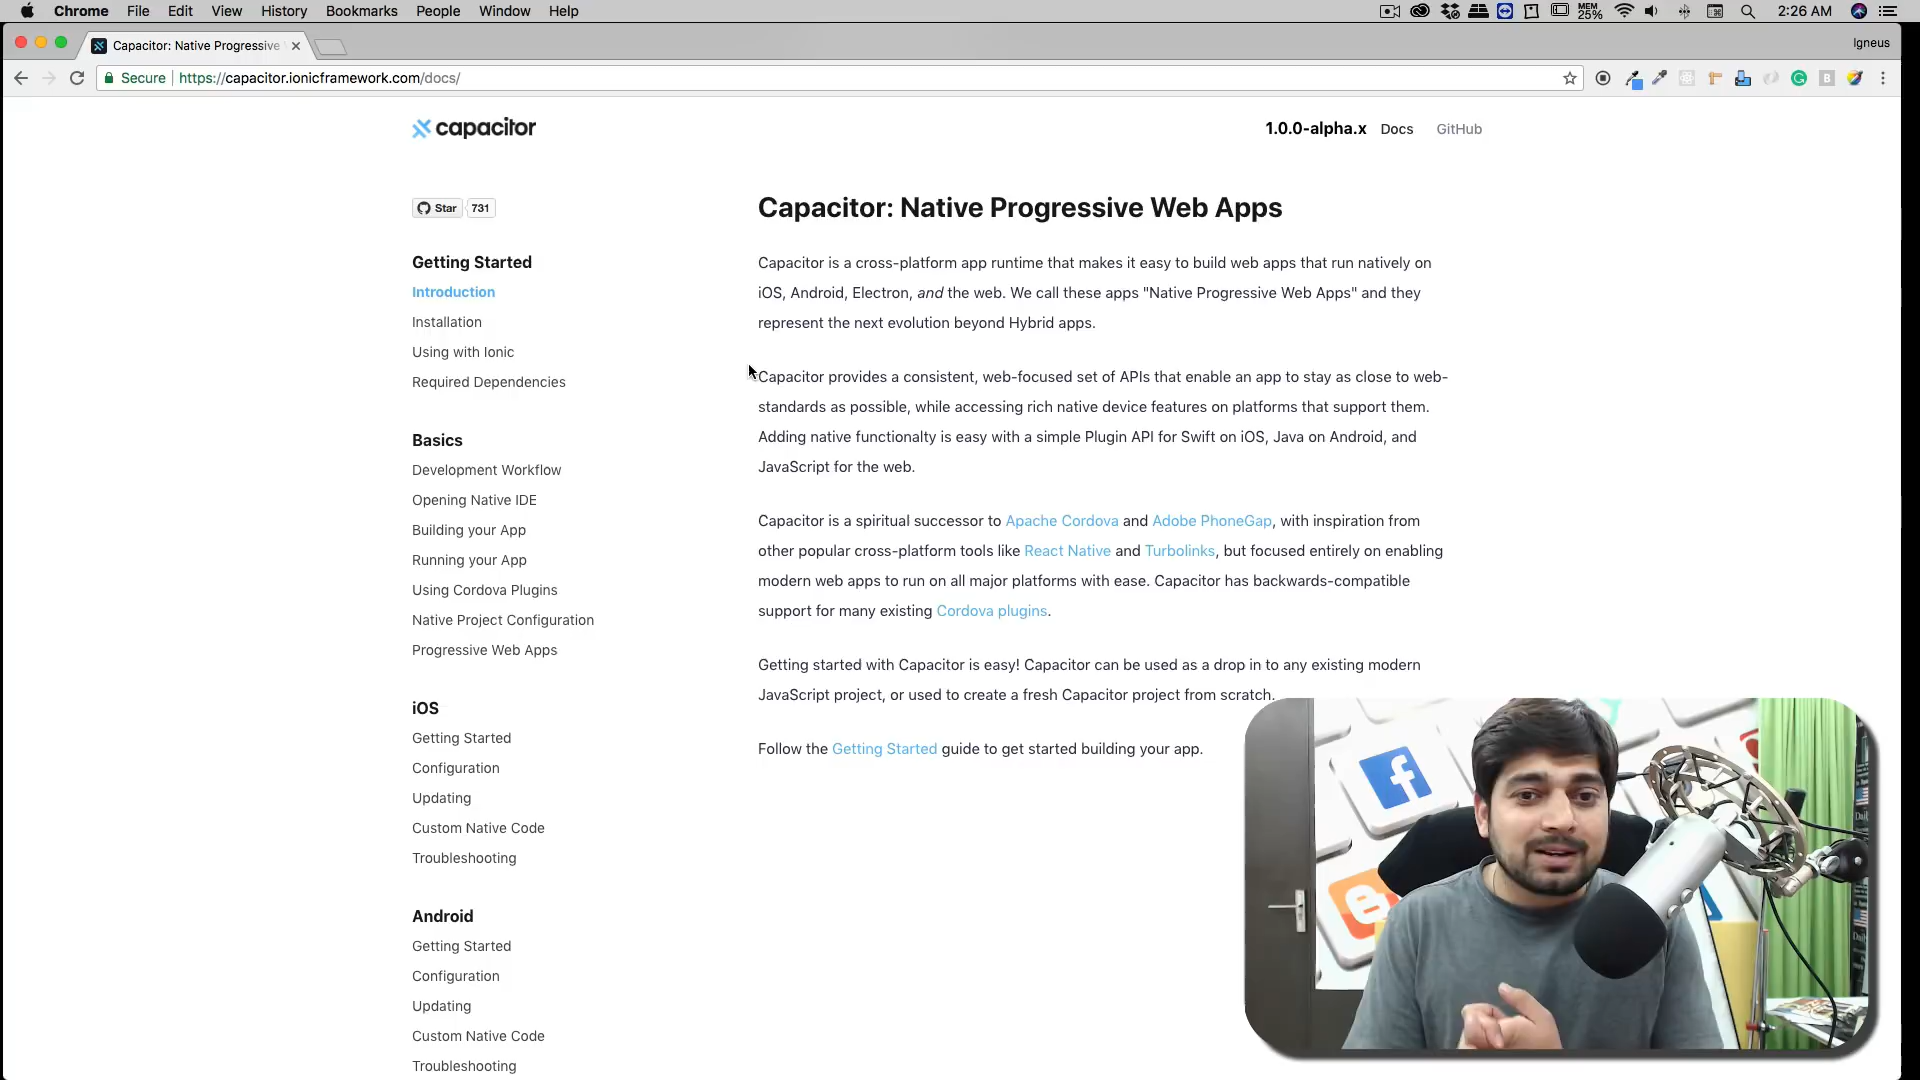 Chrome File Edit View History Bookmarks People Window Help MEM 25% 2:26 AM
Capacitor: Native Progressive Igneus
Secure https://capacitor.ionicframework.com/docs/
capacitor 1.0.0-alpha.x Docs GitHub
Star 731
Getting Started
Introduction
Installation
Using with Ionic
Required Dependencies
Basics
Development Workflow
Opening Native IDE
Building your App
Running your App
Using Cordova Plugins
Native Project Configuration
Progressive Web Apps
iOS
Getting Started
Configuration
Updating
Custom Native Code
Troubleshooting
Android
Getting Started
Configuration
Updating
Custom Native Code
Troubleshooting
Capacitor: Native Progressive Web Apps
Capacitor is a cross-platform app runtime that makes it easy to build web apps that run natively on
iOS, Android, Electron, and the web. We call these apps "Native Progressive Web Apps" and they
represent the next evolution beyond Hybrid apps.
Capacitor provides a consistent, web-focused set of APIs that enable an app to stay as close to web-
standards as possible, while accessing rich native device features on platforms that support them.
Adding native functionalty is easy with a simple Plugin API for Swift on iOS, Java on Android, and
JavaScript for the web.
Capacitor is a spiritual successor to Apache Cordova and Adobe PhoneGap, with inspiration from
other popular cross-platform tools like React Native and Turbolinks, but focused entirely on enabling
modern web apps to run on all major platforms with ease. Capacitor has backwards-compatible
support for many existing Cordova plugins.
Getting started with Capacitor is easy! Capacitor can be used as a drop in to any existing modern
JavaScript project, or used to create a fresh Capacitor project from scratch.
Follow the Getting Started guide to get started building your app.